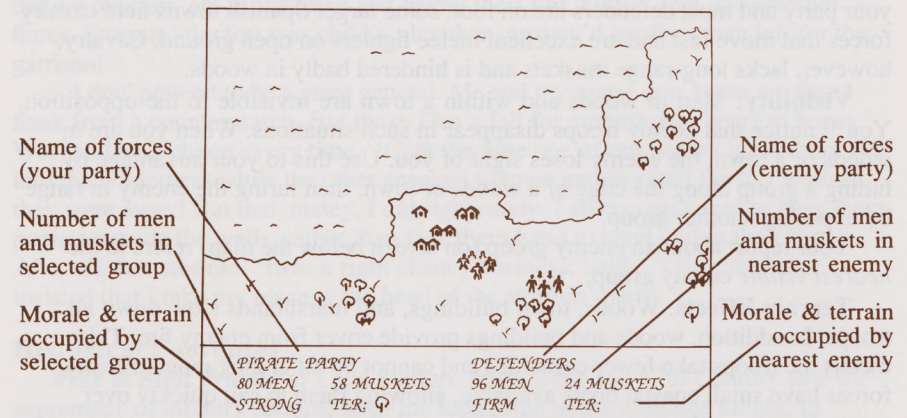 Name of forces
(your party)
Number of men
and muskets in
selected group
Morale & terrain
occupied by
selected group
Name of forces
(enemy party)
Number of men
and muskets in
enemy
Morale & terrain
occupied by
nearest enemy
PARTY DEFENDERS
80 MEN 58 MUSKETS 96 MEN 24 MUSKETS
STRONG TER: FIRM TER: